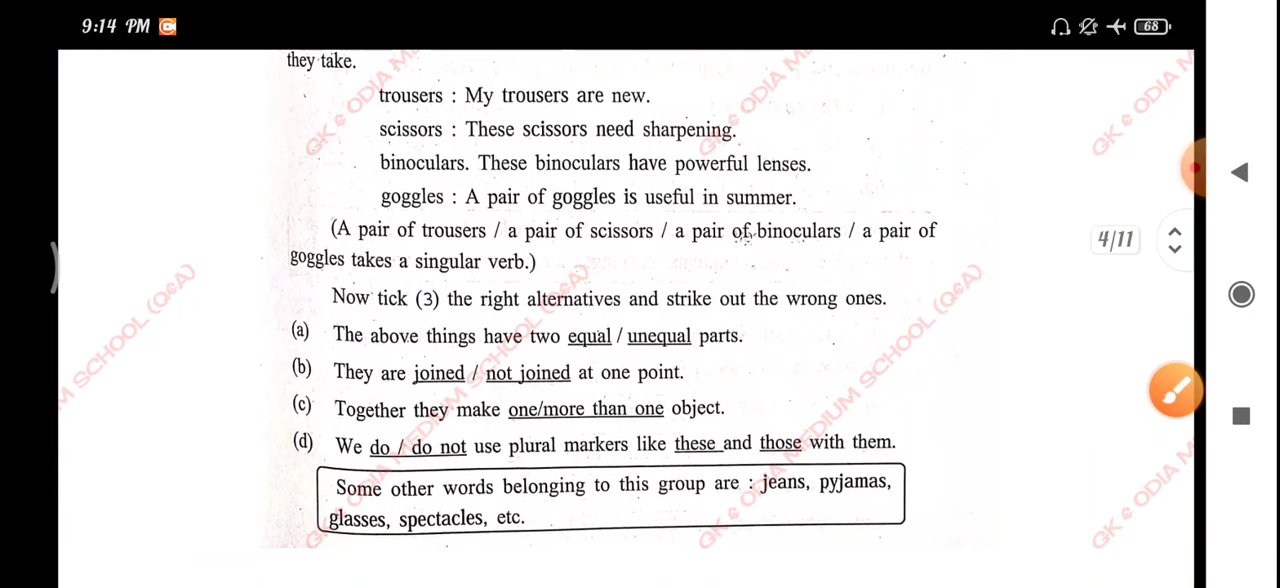 9:14 PM
68
they take.
trousers : My trousers are new.
scissors : These scissors need sharpening.
binoculars. These binoculars have powerful lenses.
goggles : A pair of goggles is useful in summer.
(A pair of trousers / a pair of scissors / a pair of binoculars / a pair of
goggles takes a singular verb.)
4/11
Now tick (3) the right alternatives and strike out the wrong ones.
(a) The above things have two equal / unequal parts.
(b) They are joined / not joined at one point.
(c) Together they make one/more than one object.
(d) We do / do not use plural markers like these and those with them.
Some other words belonging to this group are : jeans, pyjamas,
glasses, spectacles, etc.
GK & ODIA MEDIUM SCHOOL (Q&A)